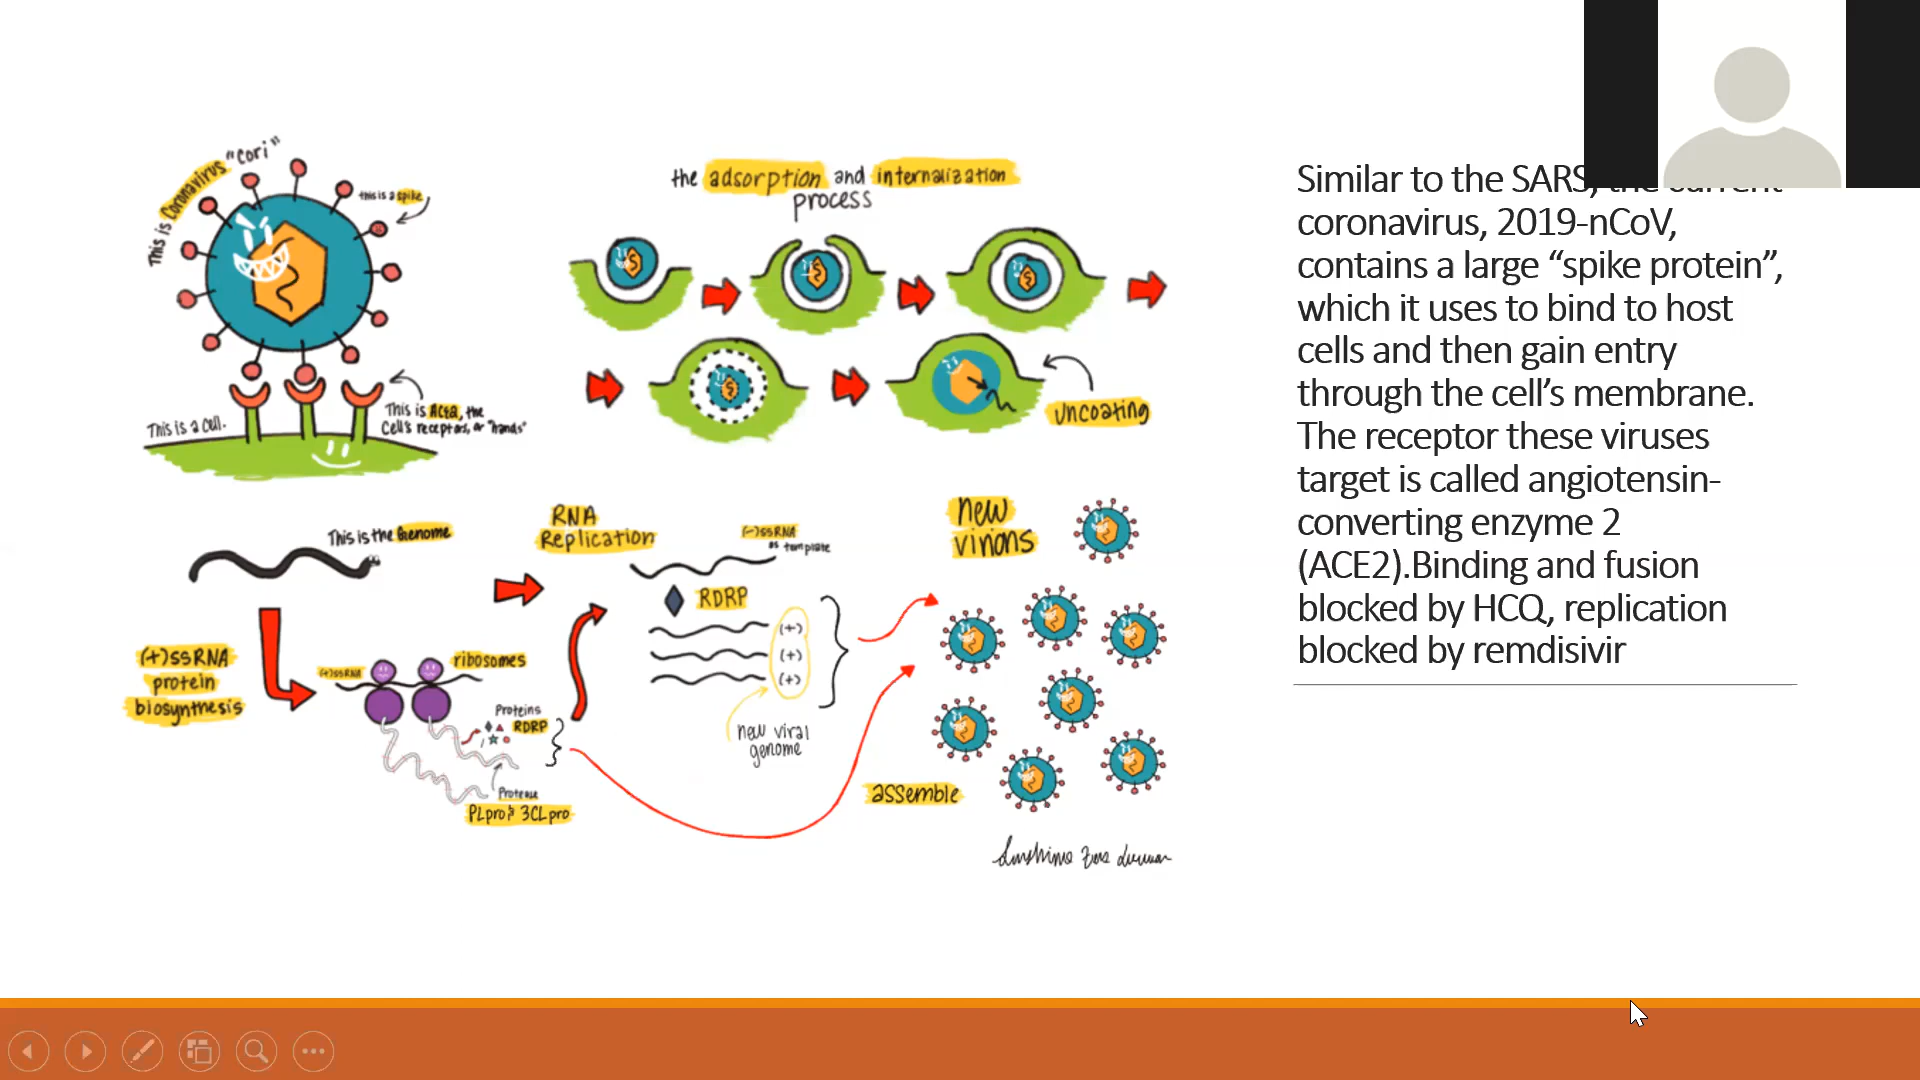 This is Coronavirus "Cori"
this is a spike
This is a cell.
This is ACE2, the
Cell's receptors, or "hands"
the adsorption and internalization
process
uncoating
This is the Genome
(+)ssRNA
protein
biosynthesis
(+)ssRNA
ribosomes
Proteins
RDRP
Protease
PLpro & 3CLpro
RNA
Replication
(-)ssRNA
as template
RDRP
(+)
(+)
(+)
new viral
genome
new
virions
assemble
Similar to the SARS, the current
coronavirus, 2019-nCoV,
contains a large “spike protein”,
which it uses to bind to host
cells and then gain entry
through the cell’s membrane.
The receptor these viruses
target is called angiotensin-
converting enzyme 2
(ACE2).Binding and fusion
blocked by HCQ, replication
blocked by remdisivir